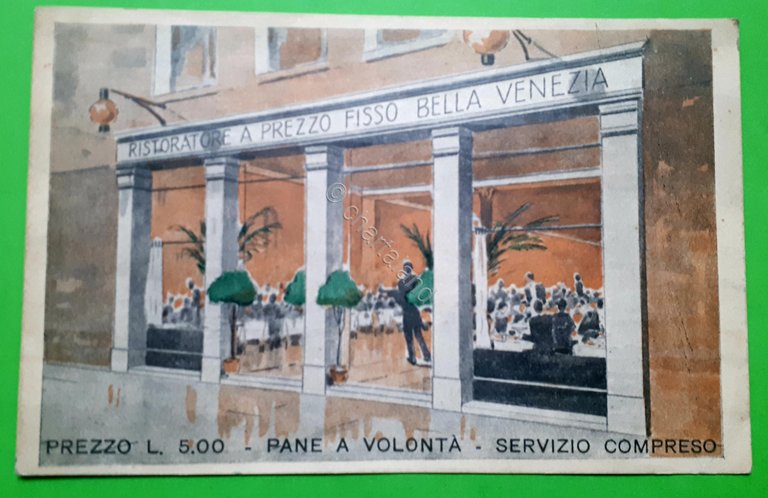 RISTORATORE A PREZZO FISSO BELLA VENEZIA
PREZZO L. 5.00 - PANE A VOLONTÀ - SERVIZIO COMPRESO